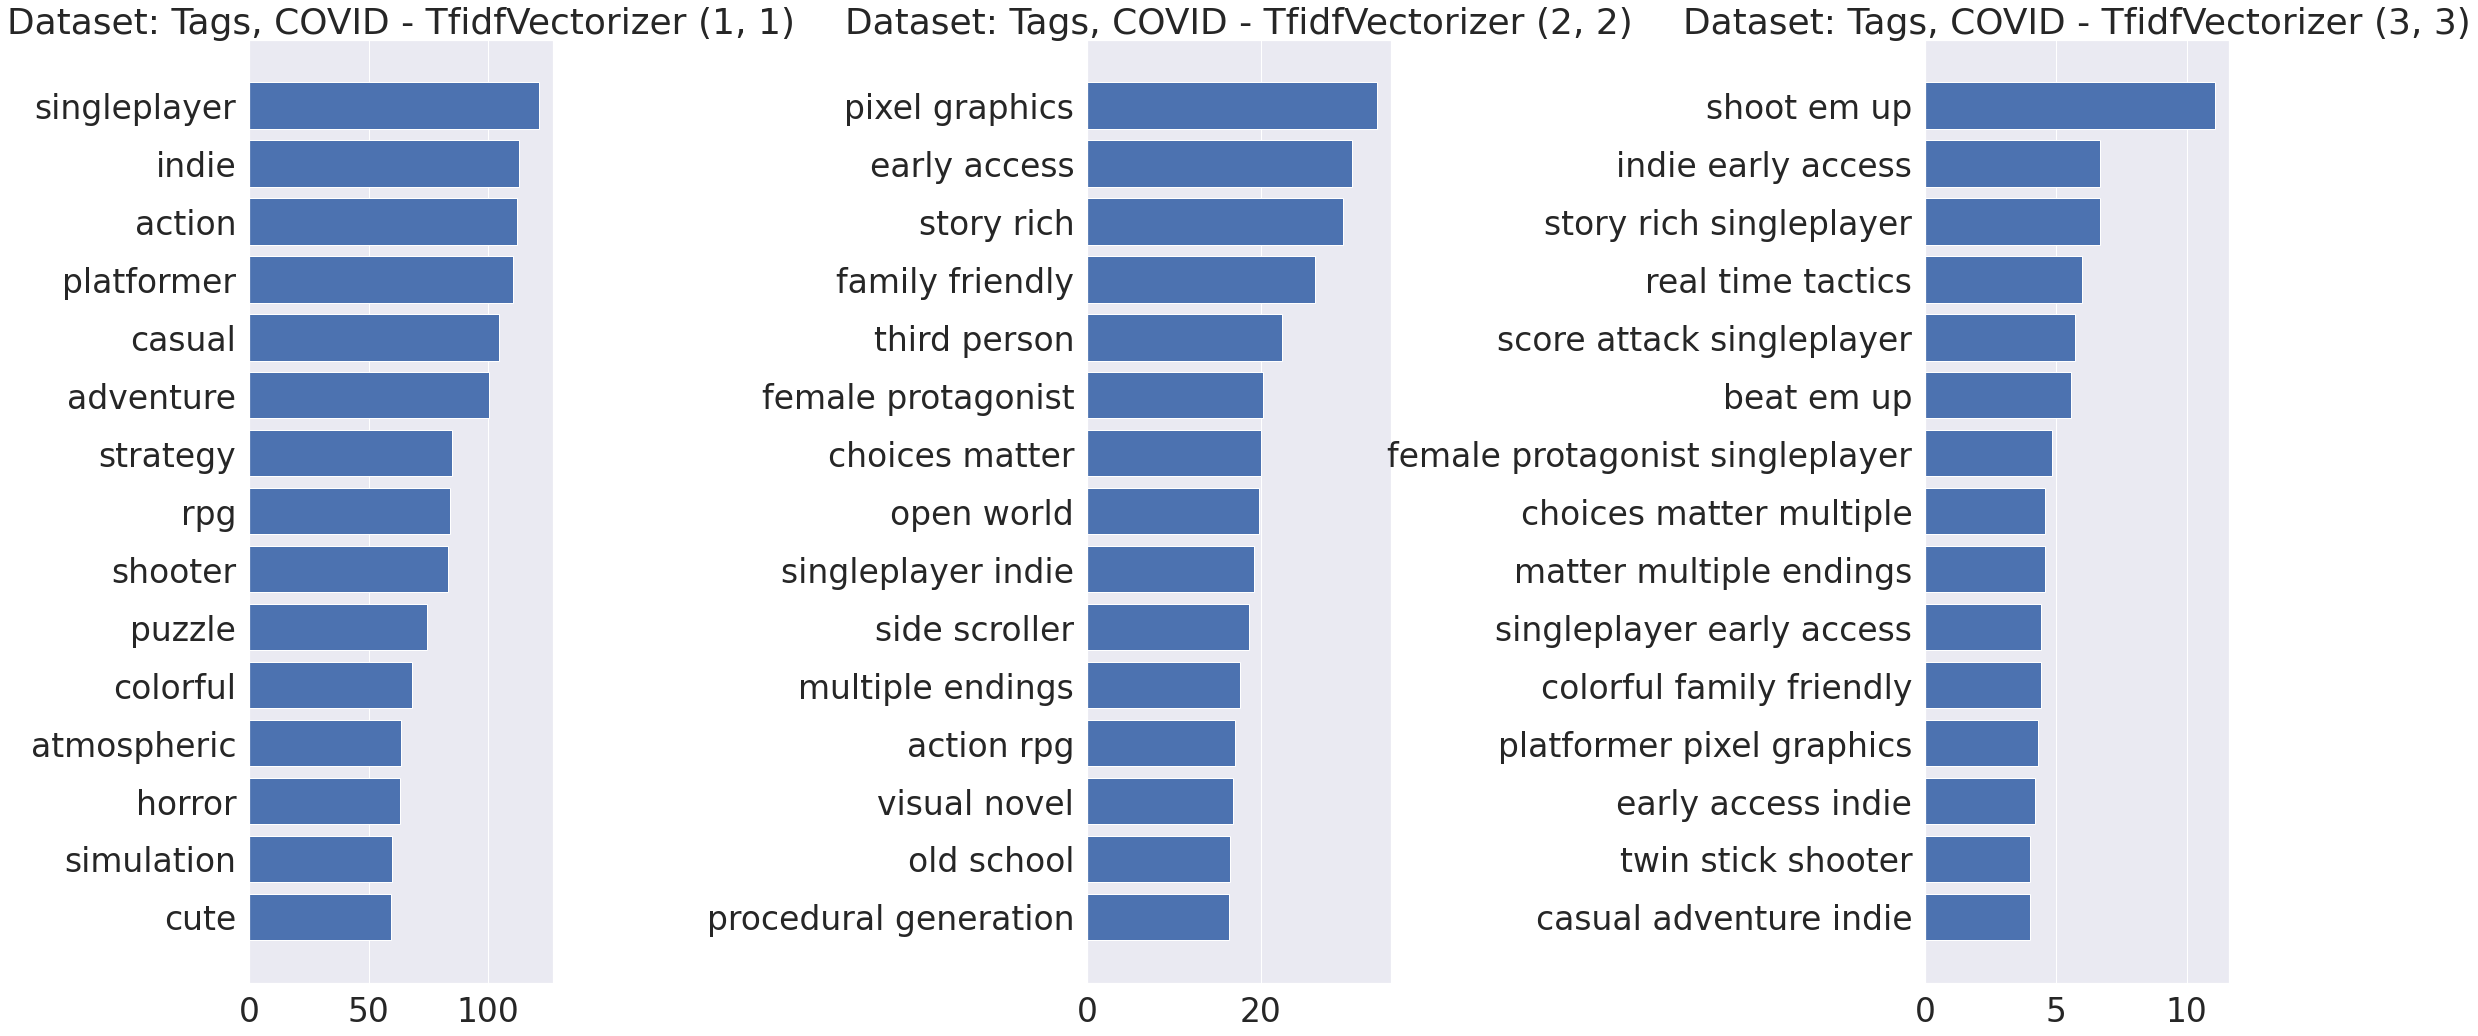 Dataset: Tags, COVID - TfidfVectorizer (1, 1)
singleplayer
indie
action
platformer
casual
adventure
strategy
rpg
shooter
puzzle
colorful
atmospheric
horror
simulation
cute
0 50 100
Dataset: Tags, COVID - TfidfVectorizer (2, 2)
pixel graphics
early access
story rich
family friendly
third person
female protagonist
choices matter
open world
singleplayer indie
side scroller
multiple endings
action rpg
visual novel
old school
procedural generation
0 20
Dataset: Tags, COVID - TfidfVectorizer (3, 3)
shoot em up
indie early access
story rich singleplayer
real time tactics
score attack singleplayer
beat em up
female protagonist singleplayer
choices matter multiple
matter multiple endings
singleplayer early access
colorful family friendly
platformer pixel graphics
early access indie
twin stick shooter
casual adventure indie
0 5 10